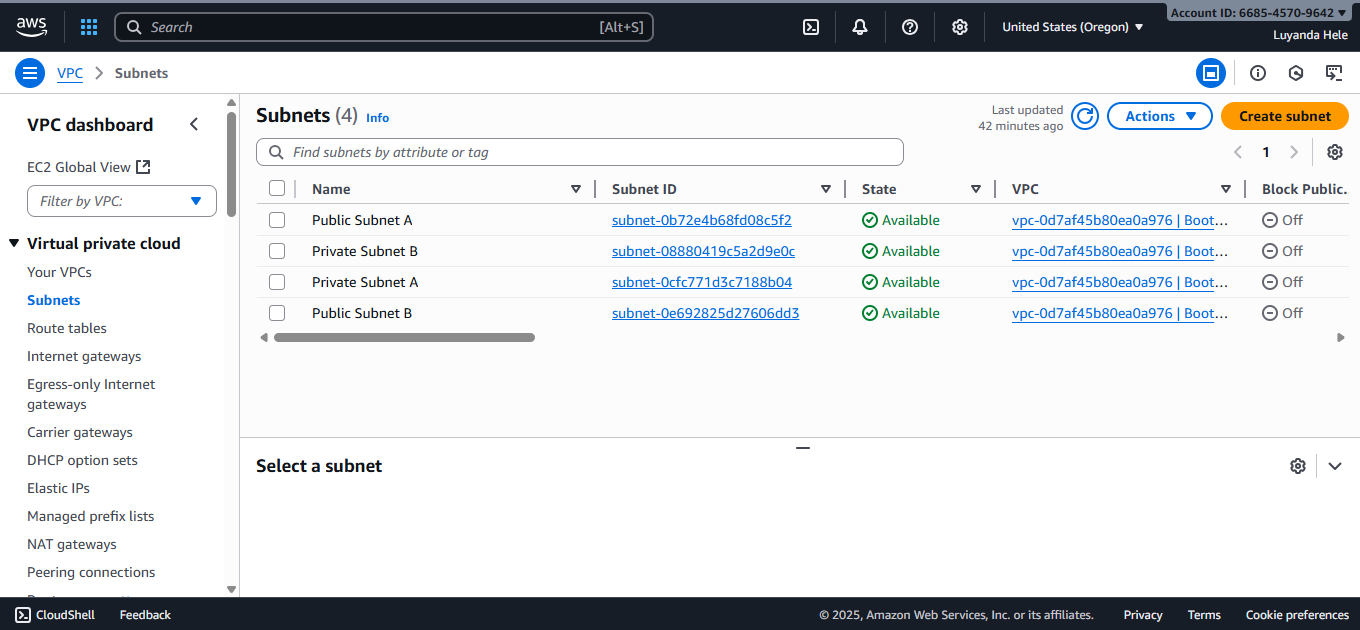 aws
Search [Alt+S]
United States (Oregon)
Account ID: 6685-4570-9642
Luyanda Hele
VPC
Subnets
VPC dashboard
EC2 Global View
Filter by VPC:
Virtual private cloud
Your VPCs
Subnets
Route tables
Internet gateways
Egress-only Internet
gateways
Carrier gateways
DHCP option sets
Elastic IPs
Managed prefix lists
NAT gateways
Peering connections
Subnets (4) Info
Last updated
42 minutes ago
Actions
Create subnet
Find subnets by attribute or tag
1
Name Subnet ID State VPC Block Public...
Public Subnet A subnet-0b72e4b68fd08c5f2 Available vpc-0d7af45b80ea0a976 | Boot... Off
Private Subnet B subnet-08880419c5a2d9e0c Available vpc-0d7af45b80ea0a976 | Boot... Off
Private Subnet A subnet-0cfc771d3c7188b04 Available vpc-0d7af45b80ea0a976 | Boot... Off
Public Subnet B subnet-0e692825d27606dd3 Available vpc-0d7af45b80ea0a976 | Boot... Off
Select a subnet
CloudShell Feedback © 2025, Amazon Web Services, Inc. or its affiliates. Privacy Terms Cookie preferences